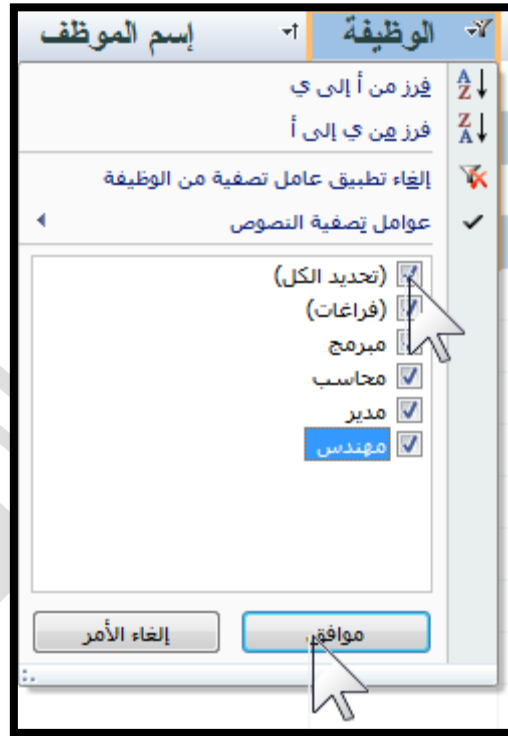 الوظيفة إسم الموظف
فرز من أ إلى ي
فرز من ي إلى أ
إلغاء تطبيق عامل تصفية من الوظيفة
عوامل تصفية النصوص
(تحديد الكل)
(فراغات)
مبرمج
محاسب
مدير
مهندس
موافق إلغاء الأمر